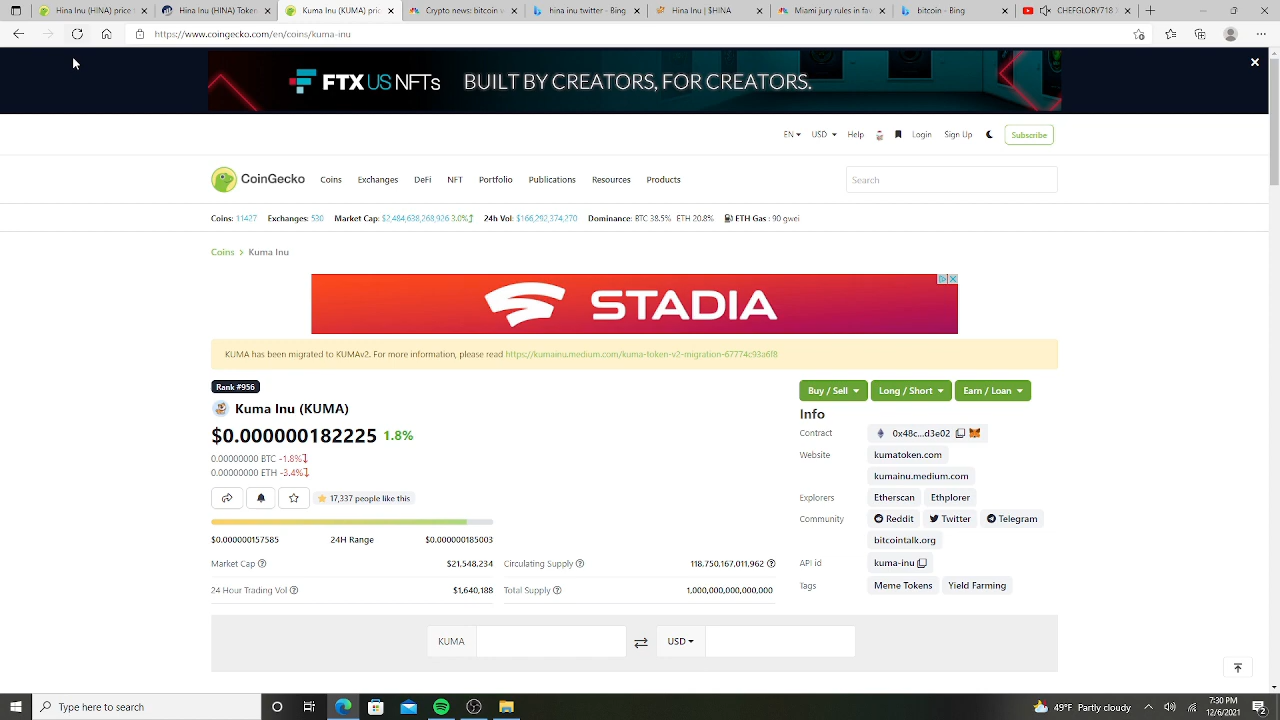 Hina Inu (HINA) price
Hina Inu (HINA) price
Kuma Inu (KUMA) price
Crypto news: bitcoin
hina inu twitter - Bing
Hina Inu | $HINA
Miami jury rules for
bitcoin - Bing
CHEEFGLORY718
https://www.coingecko.com/en/coins/kuma-inu
FTX US NFTs BUILT BY CREATORS, FOR CREATORS.
EN USD Help Login Sign Up Subscribe
CoinGecko Coins Exchanges DeFi NFT Portfolio Publications Resources Products Search
Coins: 11427 Exchanges: 530 Market Cap: $2,484,638,268,926 3.0% 24h Vol: $166,292,374,270 Dominance: BTC 38.5% ETH 20.8% ETH Gas : 90 gwei
Coins > Kuma Inu
STADIA
KUMA has been migrated to KUMAv2. For more information, please read https://kumainu.medium.com/kuma-token-v2-migration-67774c93a6f8
Rank #956
Kuma Inu (KUMA)
$0.000000182225 1.8%
0.00000000 BTC -1.8%
0.00000000 ETH -3.4%
17,337 people like this
$0.000000157585 24H Range $0.000000185003
Market Cap $21,548,234 Circulating Supply 118,750,167,011,962
24 Hour Trading Vol $1,640,188 Total Supply 1,000,000,000,000,000
Buy / Sell Long / Short Earn / Loan
Info
Contract 0x48c...d3e02
Website kumatoken.com
kumainu.medium.com
Explorers Etherscan Ethplorer
Community Reddit Twitter Telegram
bitcointalk.org
API id kuma-inu
Tags Meme Tokens Yield Farming
KUMA USD
Type here to search
49°F Partly cloudy
7:30 PM
12/6/2021
2